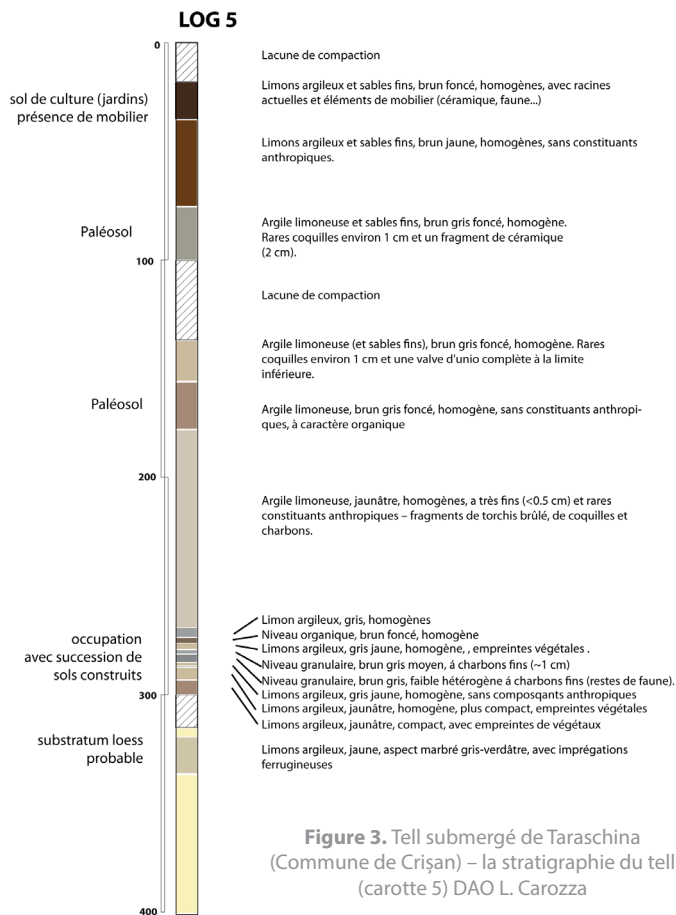 LOG 5
0
Lacune de compaction
sol de culture (jardins)
présence de mobilier
Limons argileux et sables fins, brun foncé, homogènes, avec racines
actuelles et éléments de mobilier (céramique, faune...)
Limons argileux et sables fins, brun jaune, homogènes, sans constituants
anthropiques.
Paléosol
Argile limoneuse et sables fins, brun gris foncé, homogène.
Rares coquilles environ 1 cm et un fragment de céramique
(2 cm).
100
Lacune de compaction
Argile limoneuse (et sables fins), brun gris foncé, homogène. Rares
coquilles environ 1 cm et une valve d'unio complète à la limite
inférieure.
Paléosol
Argile limoneuse, brun gris foncé, homogène, sans constituants anthropi-
ques, à caractère organique
200
Argile limoneuse, jaunâtre, homogènes, a très fins (<0.5 cm) et rares
constituants anthropiques – fragments de torchis brûlé, de coquilles et
charbons.
occupation
avec succession de
sols construits
Limon argileux, gris, homogènes
Niveau organique, brun foncé, homogène
Limons argileux, gris jaune, homogène, , empreintes végétales .
Niveau granulaire, brun gris moyen, á charbons fins (~1 cm)
Niveau granulaire, brun gris, faible hétérogène á charbons fins (restes de faune).
Limons argileux, gris jaune, homogène, sans composqants anthropiques
Limons argileux, jaunâtre, homogène, plus compact, empreintes végétales
Limons argileux, jaunâtre, compact, avec empreintes de végétaux
300
substratum loess
probable
Limons argileux, jaune, aspect marbré gris-verdâtre, avec imprégations
ferrugineuses
400
Figure 3. Tell submergé de Taraschina
(Commune de Crișan) – la stratigraphie du tell
(carotte 5) DAO L. Carozza